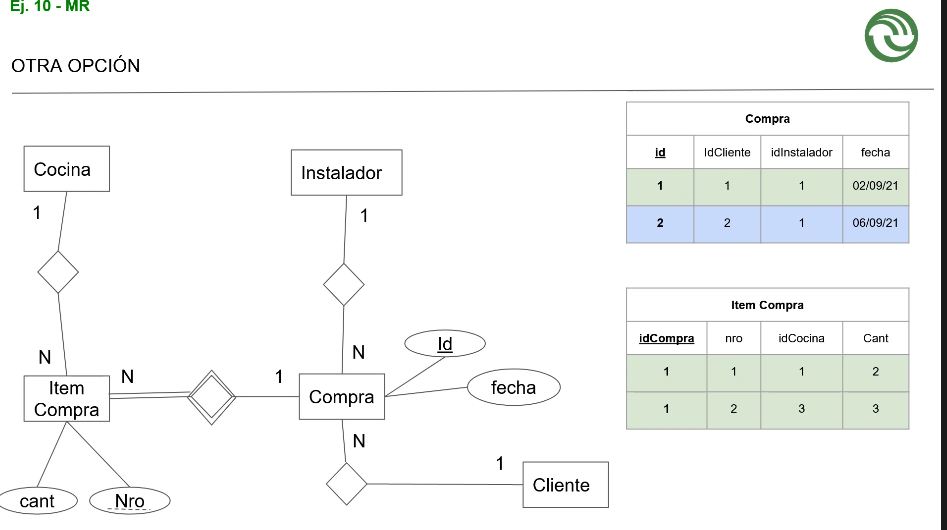 Ej. 10 - MR
OTRA OPCIÓN
Cocina
Instalador
1
1
N
N
N
1
Item
Compra
Compra
Id
fecha
N
1
Cliente
cant
Nro
Compra
id IdCliente idInstalador fecha
1 1 1 02/09/21
2 2 1 06/09/21
Item Compra
idCompra nro idCocina Cant
1 1 1 2
1 2 3 3